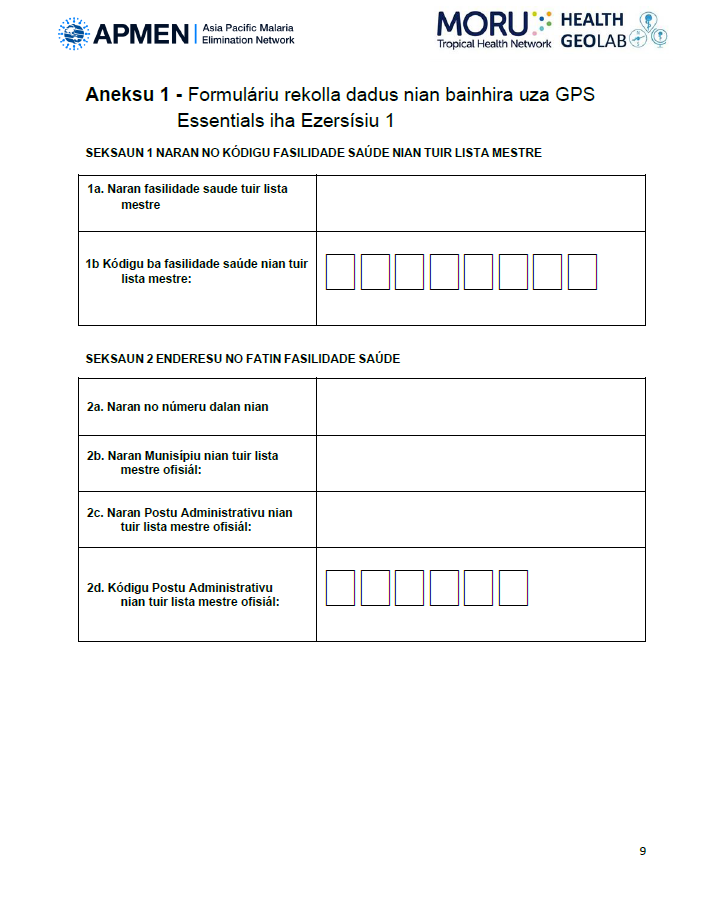 APMEN
Asia Pacific Malaria
Elimination Network
MORU
Tropical Health Network
HEALTH
GEOLAB
Aneksu 1 - Formuláriu rekolla dadus nian bainhira uza GPS
Essentials iha Ezersísiu 1
SEKSAUN 1 NARAN NO KÓDIGU FASILIDADE SAÚDE NIAN TUIR LISTA MESTRE
1a. Naran fasilidade saude tuir lista
mestre
1b Kódigu ba fasilidade saúde nian tuir
lista mestre:
SEKSAUN 2 ENDERESU NO FATIN FASILIDADE SAÚDE
2a. Naran no númeru dalan nian
2b. Naran Munisípiu nian tuir lista
mestre ofisiál:
2c. Naran Postu Administrativu nian
tuir lista mestre ofisiál:
2d. Kódigu Postu Administrativu
nian tuir lista mestre ofisiál:
9